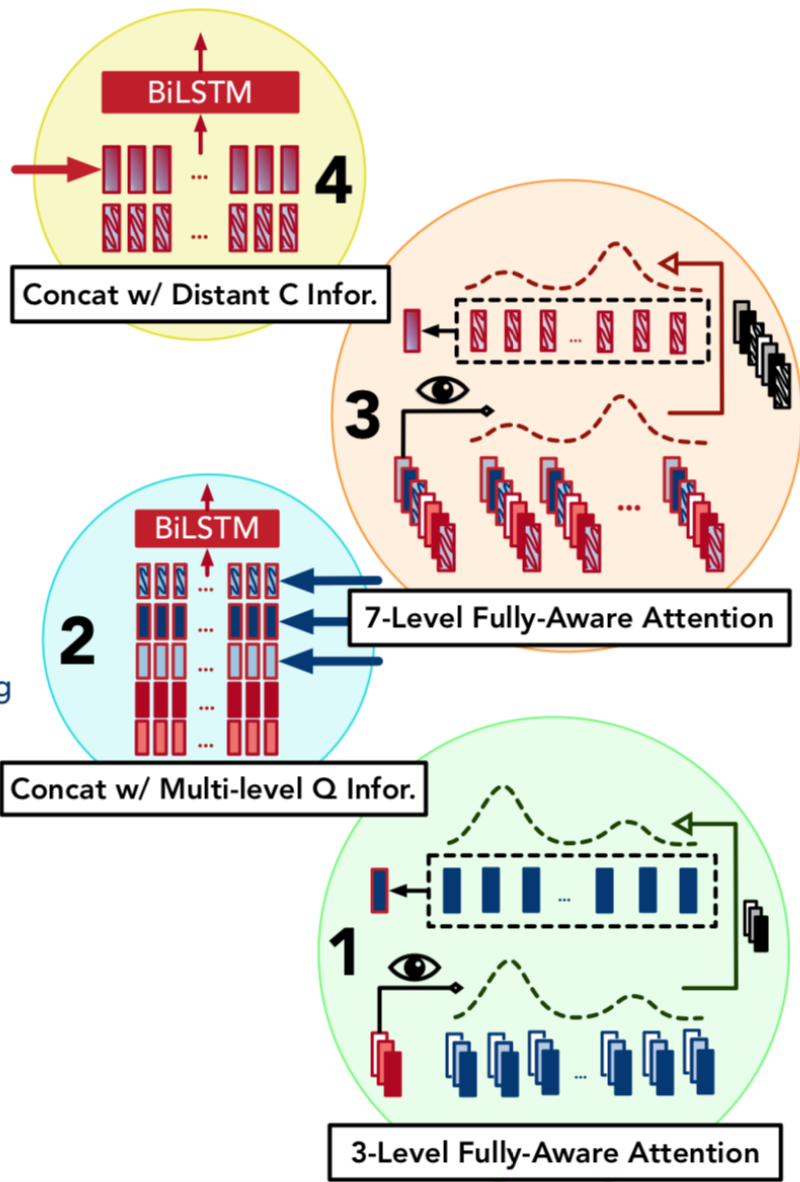 BiLSTM
...
4
Concat w/ Distant C Infor.
...
3
...
7-Level Fully-Aware Attention
BiLSTM
...
2
g
Concat w/ Multi-level Q Infor.
...
1
...
3-Level Fully-Aware Attention